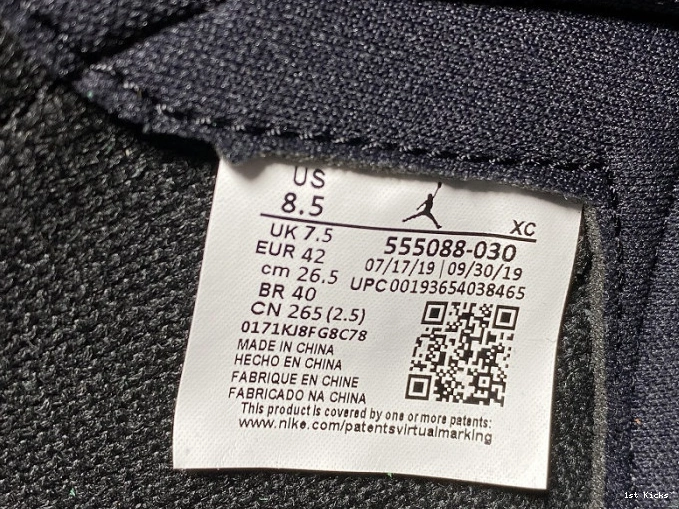 US
8.5
XC
UK 7.5
555088-030
EUR 42
07/17/19 | 09/30/19
cm 26.5
UPC00193654038465
BR 40
CN 265 (2.5)
0171KJ8FG8C78
MADE IN CHINA
HECHO EN CHINA
FABRIQUE EN CHINE
FABRICADO NA CHINA
This product is covered by one or more patents:
www.nike.com/patentsvirtualmarking
1st Kicks